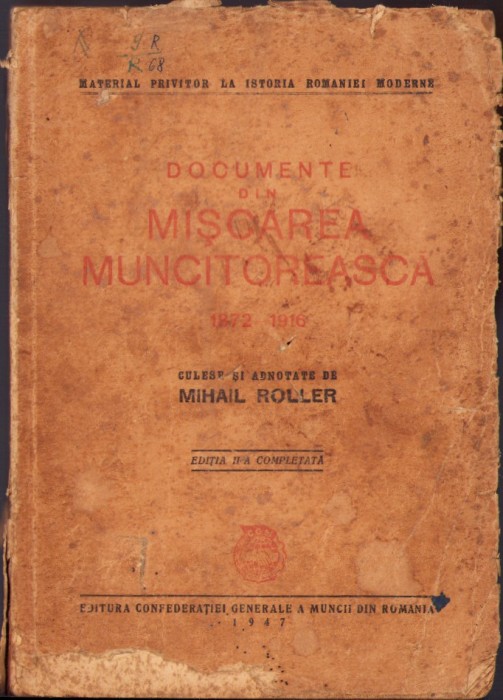 J R
R 68
MATERIAL PRIVITOR LA ISTORIA ROMANIEI MODERNE
DOCUMENTE
DIN
MIŞCAREA
MUNCITOREASCA
1872 1916
CULESE ŞI ADNOTATE DE
MIHAIL ROLLER
EDIŢIA II-A COMPLETATĂ
EDITURA CONFEDERAŢIEI GENERALE A MUNCII DIN ROMANIA
1947